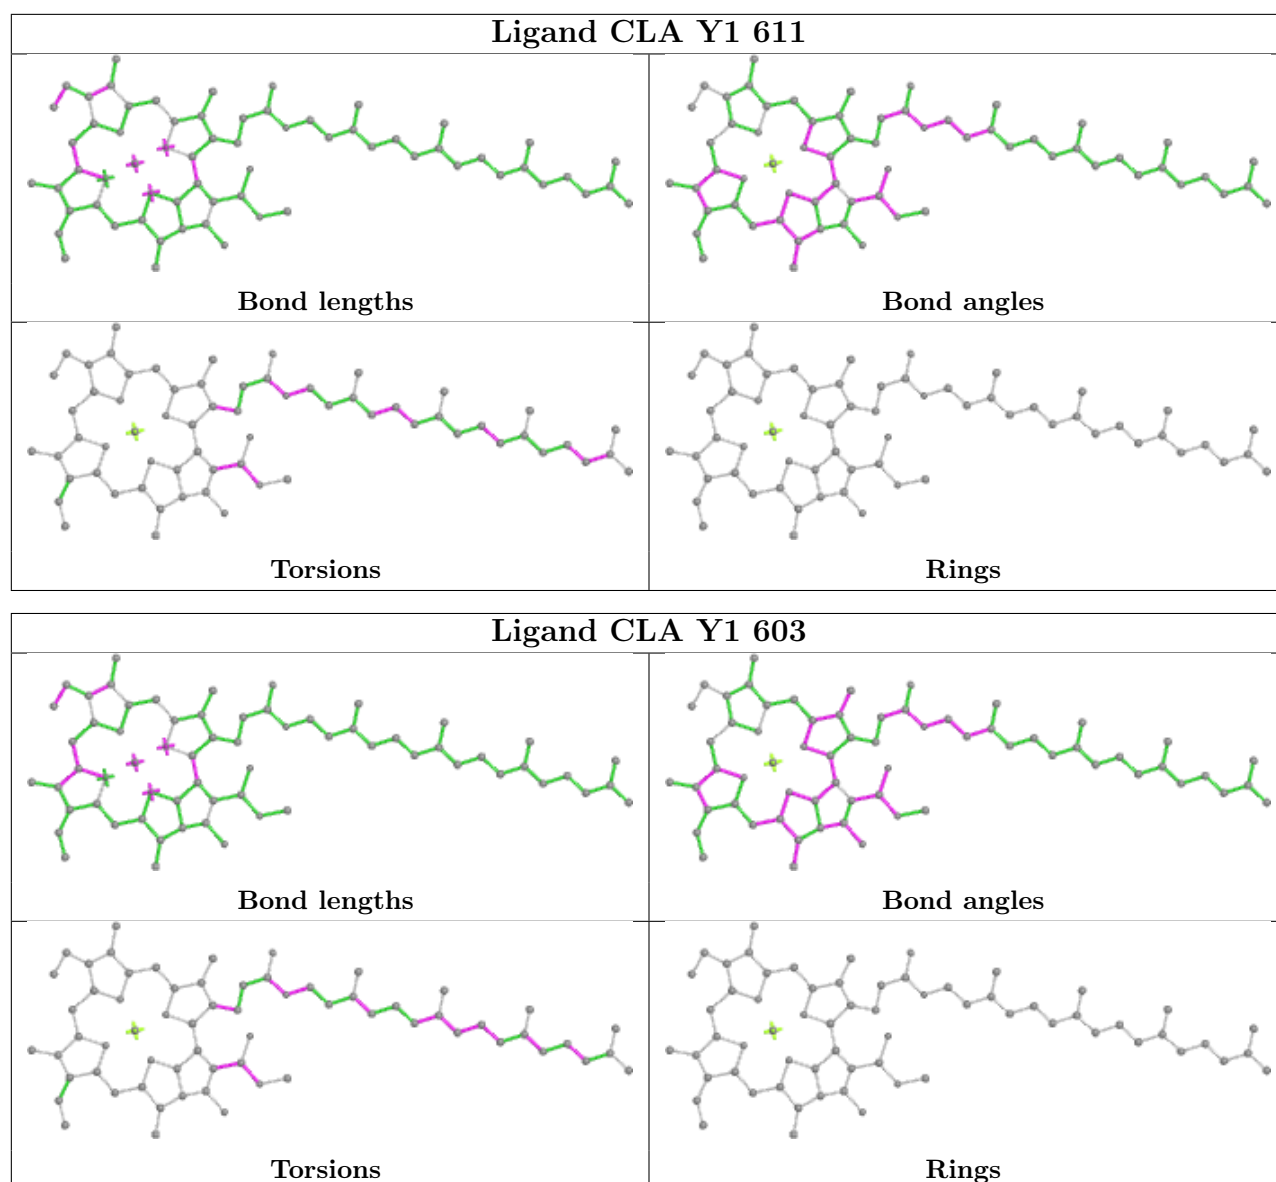 Ligand CLA Y1 611
Bond lengths
Bond angles
Torsions
Rings
Ligand CLA Y1 603
Bond lengths
Bond angles
Torsions
Rings